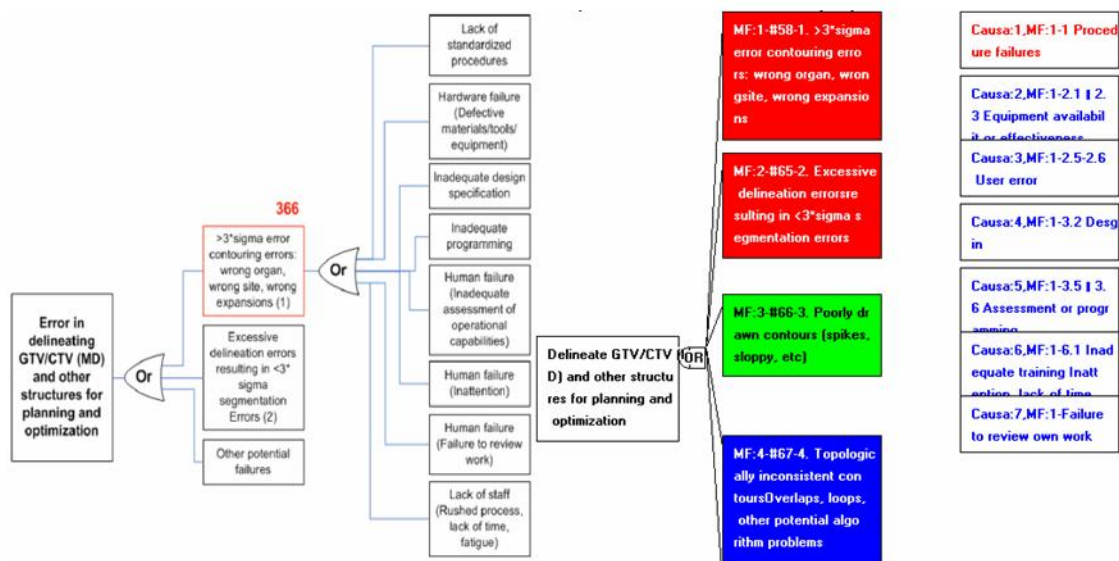 Error in
delineating
GTV/CTV (MD)
and other
structures for
planning and
optimization
Or
366
>3*sigma error
contouring errors:
wrong organ,
wrong site, wrong
expansions (1)
Excessive
delineation errors
resulting in <3*
sigma
segmentation
Errors (2)
Other potential
failures
Or
Lack of
standardized
procedures
Hardware failure
(Defective
materials/tools/
equipment)
Inadequate design
specification
Inadequate
programming
Human failure
(Inadequate
assessment of
operational
capabilities)
Human failure
(Inattention)
Human failure
(Failure to review
work)
Lack of staff
(Rushed process,
lack of time,
fatigue)
Delineate GTV/CTV
D) and other structu
res for planning and
optimization
OR
MF:1-#58-1. >3*sigma
error contouring erro
rs: wrong organ, wron
gsite, wrong expansio
ns
MF:2-#65-2. Excessive
delineation errorsre
sulting in <3*sigma s
egmentation errors
MF:3-#66-3. Poorly dr
awn contours (spikes,
sloppy, etc)
MF:4-#67-4. Topologic
ally inconsistent con
toursOverlaps, loops,
other potential algo
rithm problems
Causa:1,MF:1-1 Proced
ure failures
Causa:2,MF:1-2.1 ‖ 2.
3 Equipment availabil
it or effectiveness
Causa:3,MF:1-2.5-2.6
User error
Causa:4,MF:1-3.2 Desg
in
Causa:5,MF:1-3.5 ‖ 3.
6 Assessment or progr
amming
Causa:6,MF:1-6.1 Inad
equate training Inatt
ention, lack of time
Causa:7,MF:1-Failure
to review own work